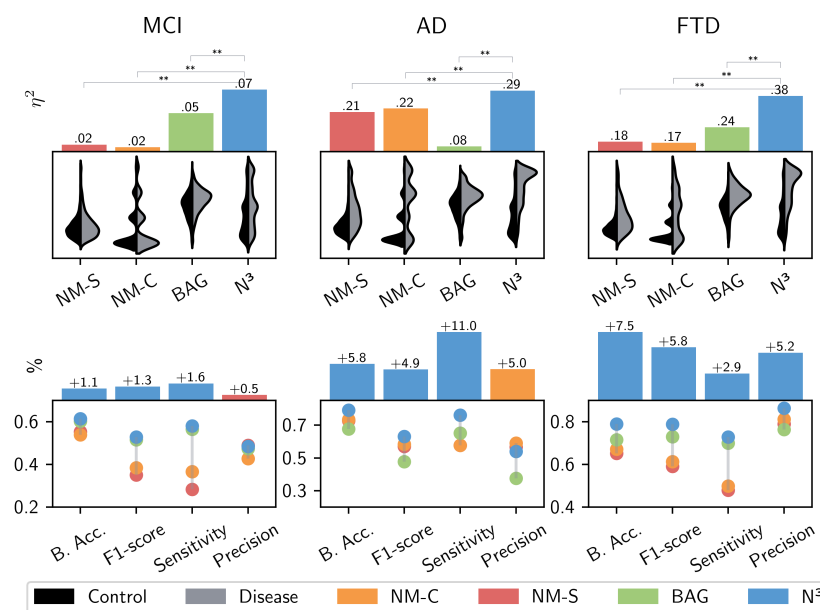 MCI AD FTD
** ** **
** ** **
** ** **
η²
.02 .02 .05 .07
.21 .22 .08 .29
.18 .17 .24 .38
NM-S NM-C BAG N³
NM-S NM-C BAG N³
NM-S NM-C BAG N³
%
+1.1 +1.3 +1.6 +0.5
+5.8 +4.9 +11.0 +5.0
+7.5 +5.8 +2.9 +5.2
0.6
0.4
0.2
0.7
0.5
0.3
0.8
0.6
0.4
B. Acc. F1-score Sensitivity Precision
B. Acc. F1-score Sensitivity Precision
B. Acc. F1-score Sensitivity Precision
Control Disease NM-C NM-S BAG N³